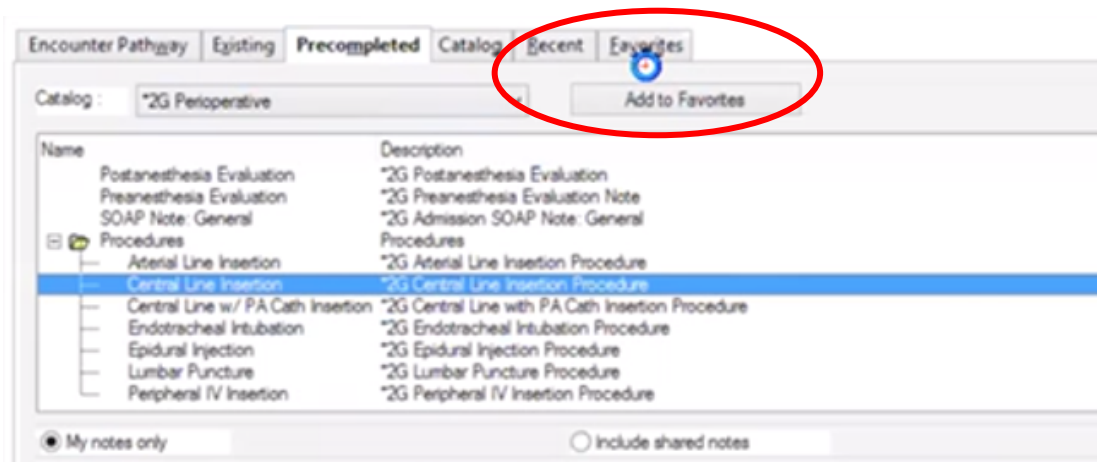 Encounter Pathway Existing Precompleted Catalog Recent Favorites
Catalog : *2G Perioperative Add to Favorites
Name Description
Postanesthesia Evaluation *2G Postanesthesia Evaluation
Preanesthesia Evaluation *2G Preanesthesia Evaluation Note
SOAP Note: General *2G Admission SOAP Note: General
Procedures Procedures
Arterial Line Insertion *2G Arterial Line Insertion Procedure
Central Line Insertion *2G Central Line Insertion Procedure
Central Line w/ PA Cath Insertion *2G Central Line with PA Cath Insertion Procedure
Endotracheal Intubation *2G Endotracheal Intubation Procedure
Epidural Injection *2G Epidural Injection Procedure
Lumbar Puncture *2G Lumbar Puncture Procedure
Peripheral IV Insertion *2G Peripheral IV Insertion Procedure
My notes only Include shared notes